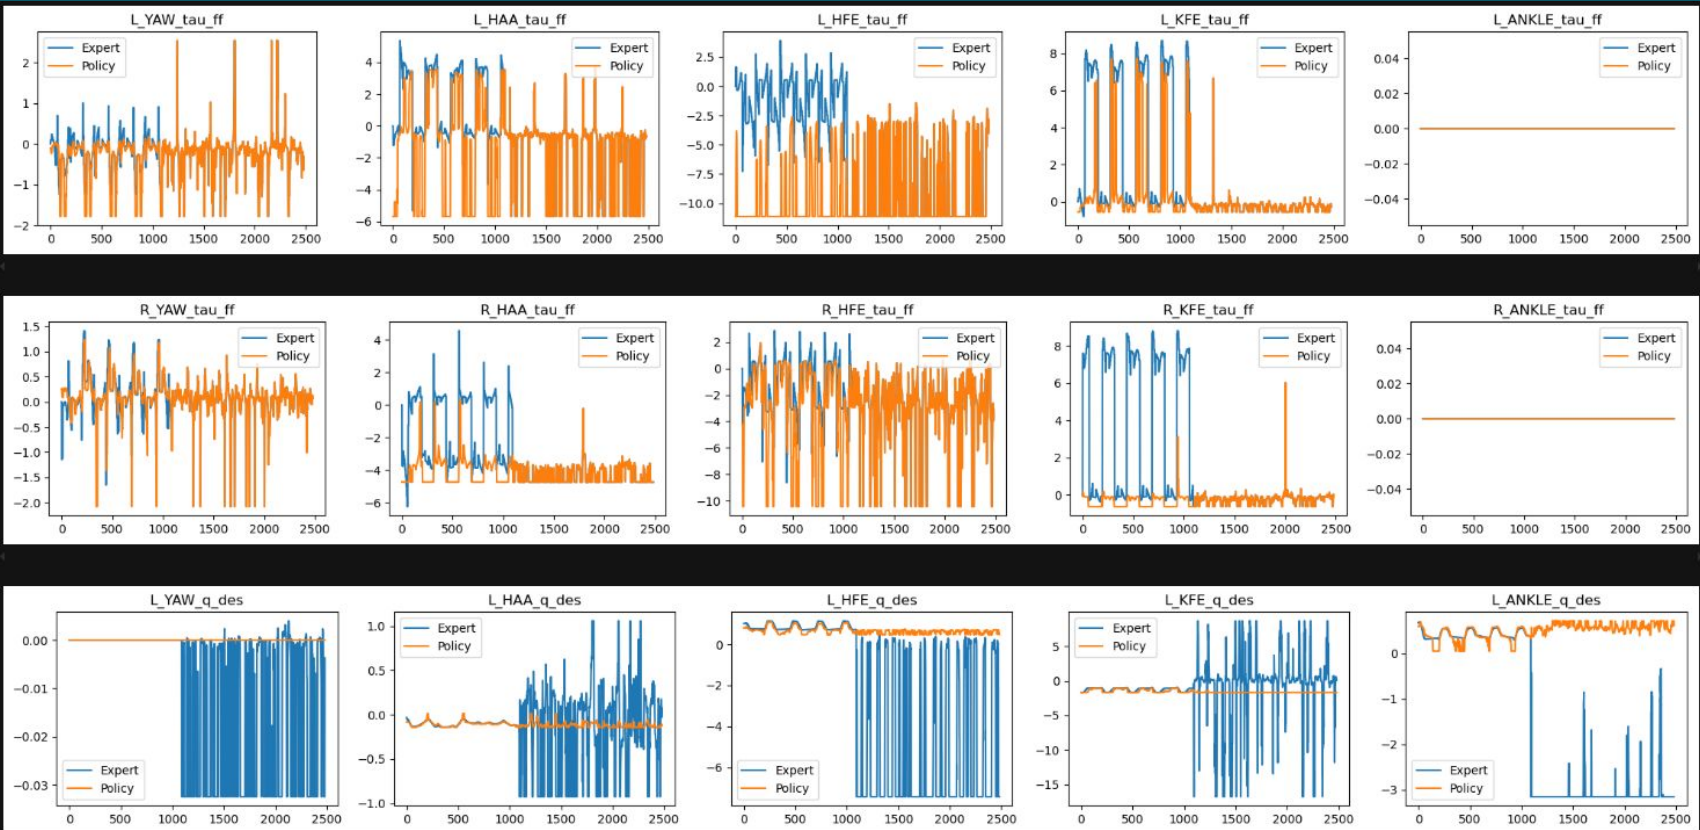 L_YAW_tau_ff L_HAA_tau_ff L_HFE_tau_ff L_KFE_tau_ff L_ANKLE_tau_ff
Expert
Policy
2
1
0
−1
−2
0 500 1000 1500 2000 2500
Expert
Policy
4
2
0
−2
−4
−6
0 500 1000 1500 2000 2500
Expert
Policy
2.5
0.0
−2.5
−5.0
−7.5
−10.0
0 500 1000 1500 2000 2500
Expert
Policy
8
6
4
2
0
0 500 1000 1500 2000 2500
Expert
Policy
0.04
0.02
0.00
−0.02
−0.04
0 500 1000 1500 2000 2500
R_YAW_tau_ff R_HAA_tau_ff R_HFE_tau_ff R_KFE_tau_ff R_ANKLE_tau_ff
Expert
Policy
1.5
1.0
0.5
0.0
−0.5
−1.0
−1.5
−2.0
0 500 1000 1500 2000 2500
Expert
Policy
4
2
0
−2
−4
−6
0 500 1000 1500 2000 2500
Expert
Policy
2
0
−2
−4
−6
−8
−10
0 500 1000 1500 2000 2500
Expert
Policy
8
6
4
2
0
0 500 1000 1500 2000 2500
Expert
Policy
0.04
0.02
0.00
−0.02
−0.04
0 500 1000 1500 2000 2500
L_YAW_q_des L_HAA_q_des L_HFE_q_des L_KFE_q_des L_ANKLE_q_des
0.00
−0.01
−0.02
−0.03
Expert
Policy
0 500 1000 1500 2000 2500
Expert
Policy
1.0
0.5
0.0
−0.5
−1.0
0 500 1000 1500 2000 2500
0
−2
−4
−6
Expert
Policy
0 500 1000 1500 2000 2500
Expert
Policy
5
0
−5
−10
−15
0 500 1000 1500 2000 2500
0
−1
−2
−3
Expert
Policy
0 500 1000 1500 2000 2500